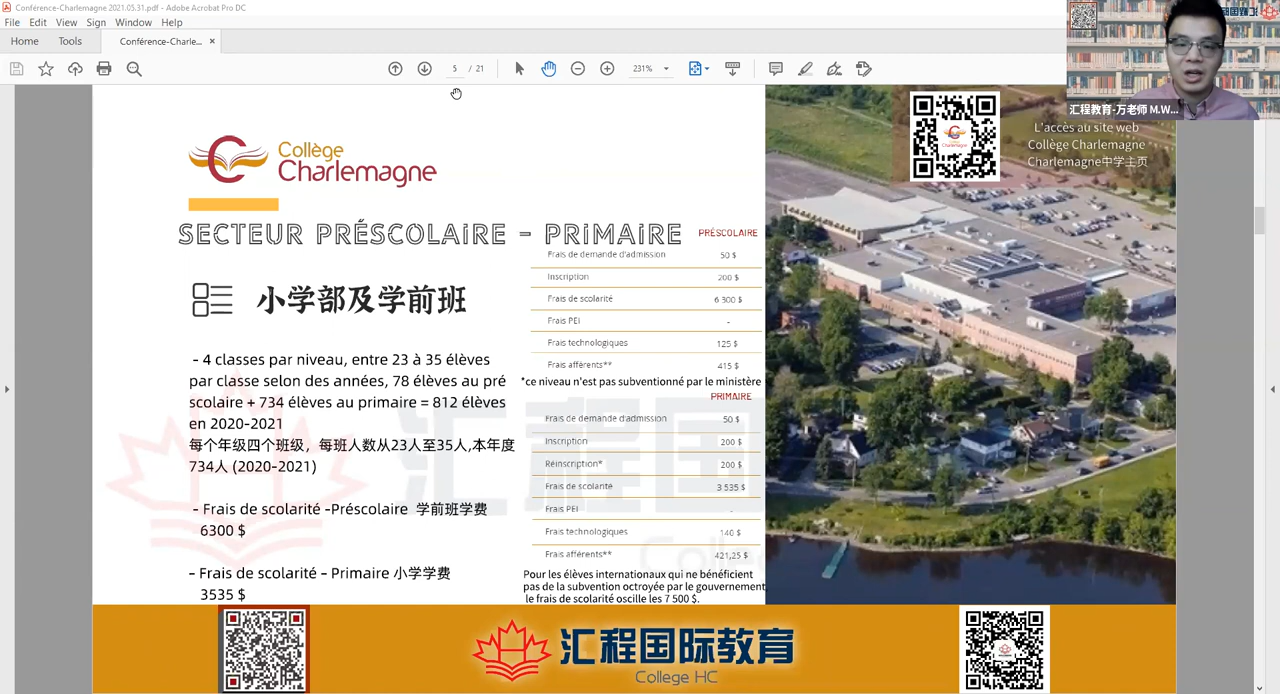 Conférence-Charlemagne 2021.05.31.pdf - Adobe Acrobat Pro DC
File Edit View Sign Window Help
Home Tools Conférence-Charle... ×
5 / 21 231%
汇程教育-万老师 M.W...
L'accès au site web
Collège Charlemagne
Charlemagne中学主页
Collège
Charlemagne
SECTEUR PRÉSCOLAIRE - PRIMAIRE
小学部及学前班
- 4 classes par niveau, entre 23 à 35 élèves
par classe selon des années, 78 élèves au pré
scolaire + 734 élèves au primaire = 812 élèves
en 2020-2021
每个年级四个班级，每班人数从23人至35人,本年度
734人 (2020-2021)
- Frais de scolarité -Préscolaire 学前班学费
6300 $
- Frais de scolarité - Primaire 小学学费
3535 $
PRÉSCOLAIRE
Frais de demande d'admission 50 $
Inscription 200 $
Frais de scolarité 6 300 $
Frais PEI -
Frais technologiques 125 $
Frais afférents** 415 $
*ce niveau n'est pas subventionné par le ministère
PRIMAIRE
Frais de demande d'admission 50 $
Inscription 200 $
Réinscription* 200 $
Frais de scolarité 3 535 $
Frais PEI -
Frais technologiques 140 $
Frais afférents** 421,25 $
Pour les élèves internationaux qui ne bénéficient
pas de la subvention octroyée par le gouvernement
le frais de scolarité oscille les 7 500 $.
汇程国际教育
College HC